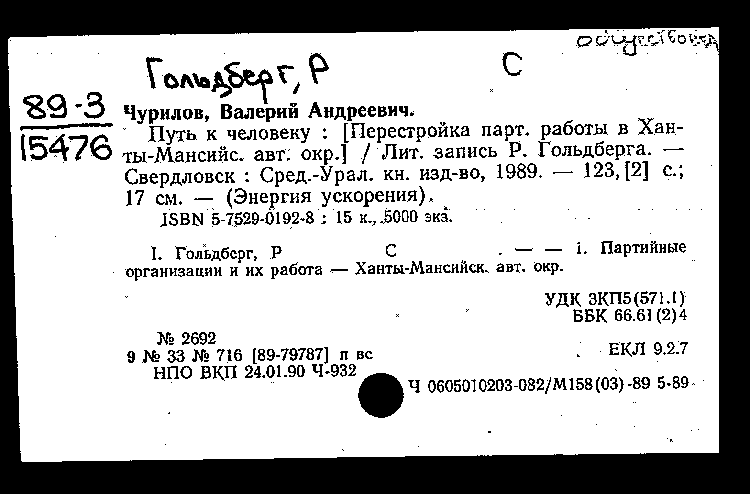 Гольдберг, Р С
89-3
15476
Чурилов, Валерий Андреевич.
Путь к человеку : [Перестройка парт. работы в Хан-
ты-Мансийс. авт. окр.] / Лит. запись Р. Гольдберга. —
Свердловск : Сред.-Урал. кн. изд-во, 1989. — 123, [2] с.;
17 см. — (Энергия ускорения).
ISBN 5-7529-0192-8 : 15 к., 5000 экз.
I. Гольдберг, Р С . — — 1. Партийные
организации и их работа — Ханты-Мансийск. авт. окр.
УДК 3КП5(571.1)
ББК 66.61(2)4
№ 2692
9 № 33 № 716 [89-79787] п вс
ЕКЛ 9.2.7
НПО ВКП 24.01.90 Ч-932
Ч 0605010203-082/М158(03)-89 5-89